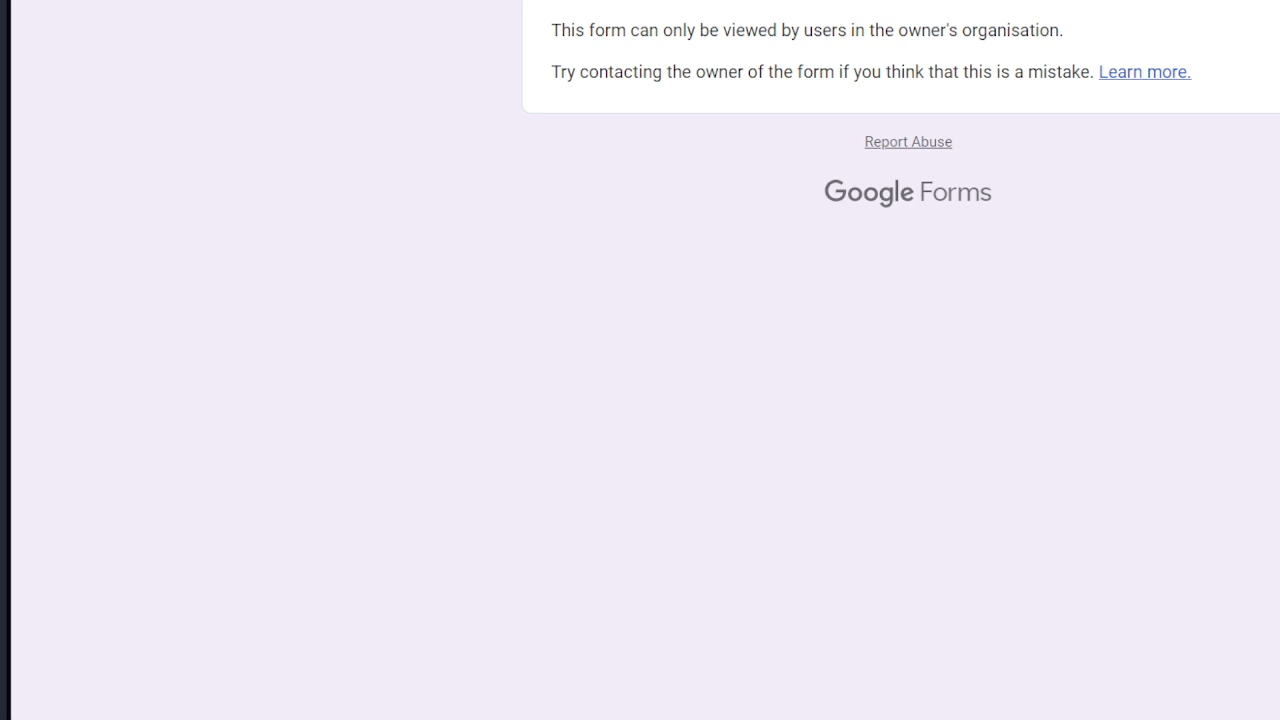 This form can only be viewed by users in the owner's organisation.
Try contacting the owner of the form if you think that this is a mistake. Learn more.
Report Abuse
Google Forms